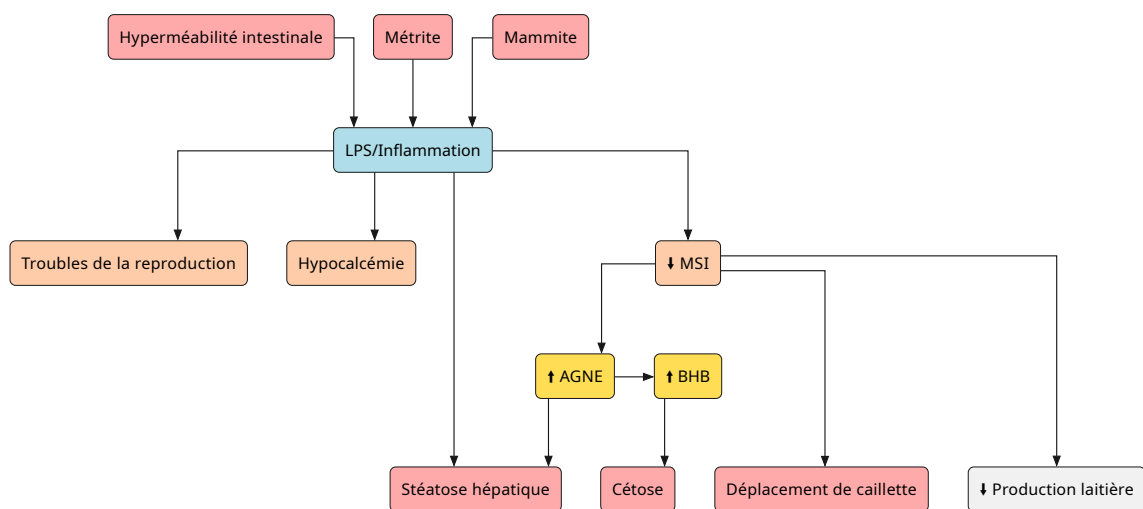 Hyperméabilité intestinale
Métrite
Mammite
LPS/Inflammation
Troubles de la reproduction
Hypocalcémie
⬇ MSI
⬆ AGNE
⬆ BHB
Stéatose hépatique
Cétose
Déplacement de caillette
⬇ Production laitière